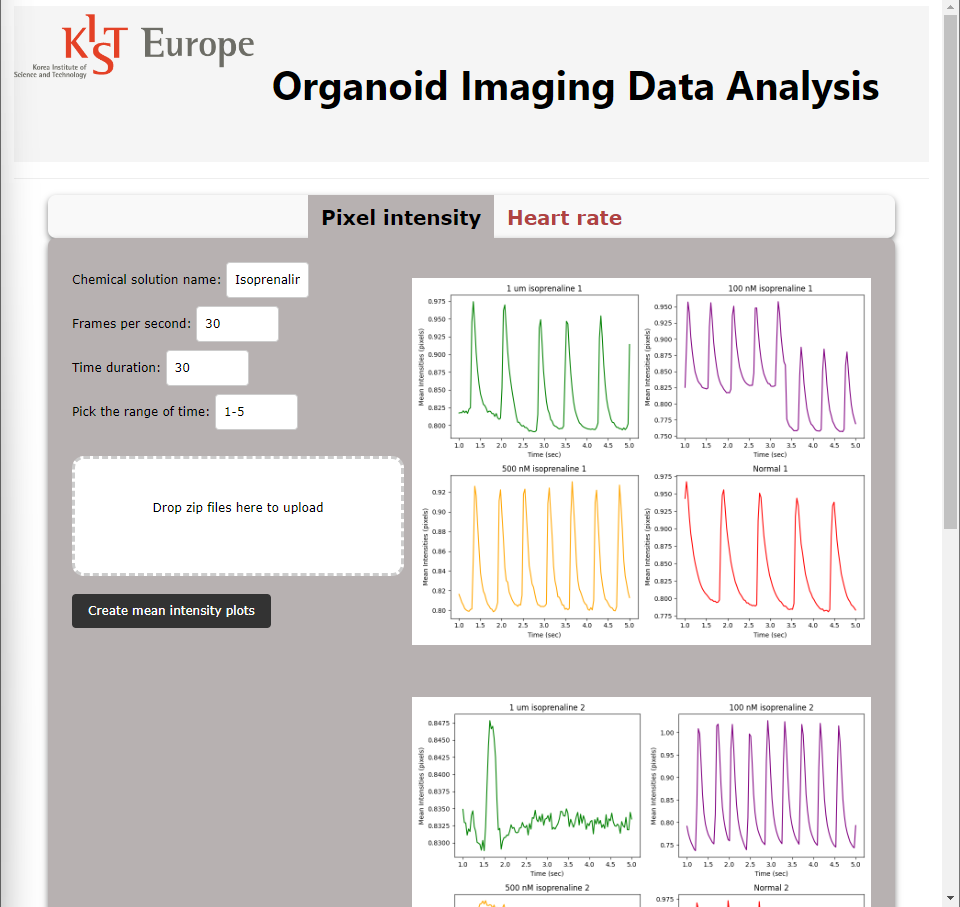 KIST Europe
Korea Institute of
Science and Technology
Organoid Imaging Data Analysis
Pixel intensity
Heart rate
Chemical solution name: Isoprenalir
Frames per second: 30
Time duration: 30
Pick the range of time: 1-5
Drop zip files here to upload
Create mean intensity plots
1 um isoprenaline 1
0.975
0.950
0.925
0.900
0.875
0.850
0.825
0.800
Mean Intensities (pixels)
1.0 1.5 2.0 2.5 3.0 3.5 4.0 4.5 5.0
Time (sec)
100 nM isoprenaline 1
0.950
0.925
0.900
0.875
0.850
0.825
0.800
0.775
0.750
Mean Intensities (pixels)
1.0 1.5 2.0 2.5 3.0 3.5 4.0 4.5 5.0
Time (sec)
500 nM isoprenaline 1
0.92
0.90
0.88
0.86
0.84
0.82
0.80
Mean Intensities (pixels)
1.0 1.5 2.0 2.5 3.0 3.5 4.0 4.5 5.0
Time (sec)
Normal 1
0.975
0.950
0.925
0.900
0.875
0.850
0.825
0.800
0.775
Mean Intensities (pixels)
1.0 1.5 2.0 2.5 3.0 3.5 4.0 4.5 5.0
Time (sec)
1 um isoprenaline 2
0.8475
0.8450
0.8425
0.8400
0.8375
0.8350
0.8325
0.8300
Mean Intensities (pixels)
1.0 1.5 2.0 2.5 3.0 3.5 4.0 4.5 5.0
Time (sec)
100 nM isoprenaline 2
1.00
0.95
0.90
0.85
0.80
0.75
Mean Intensities (pixels)
1.0 1.5 2.0 2.5 3.0 3.5 4.0 4.5 5.0
Time (sec)
500 nM isoprenaline 2
Normal 2
0.975